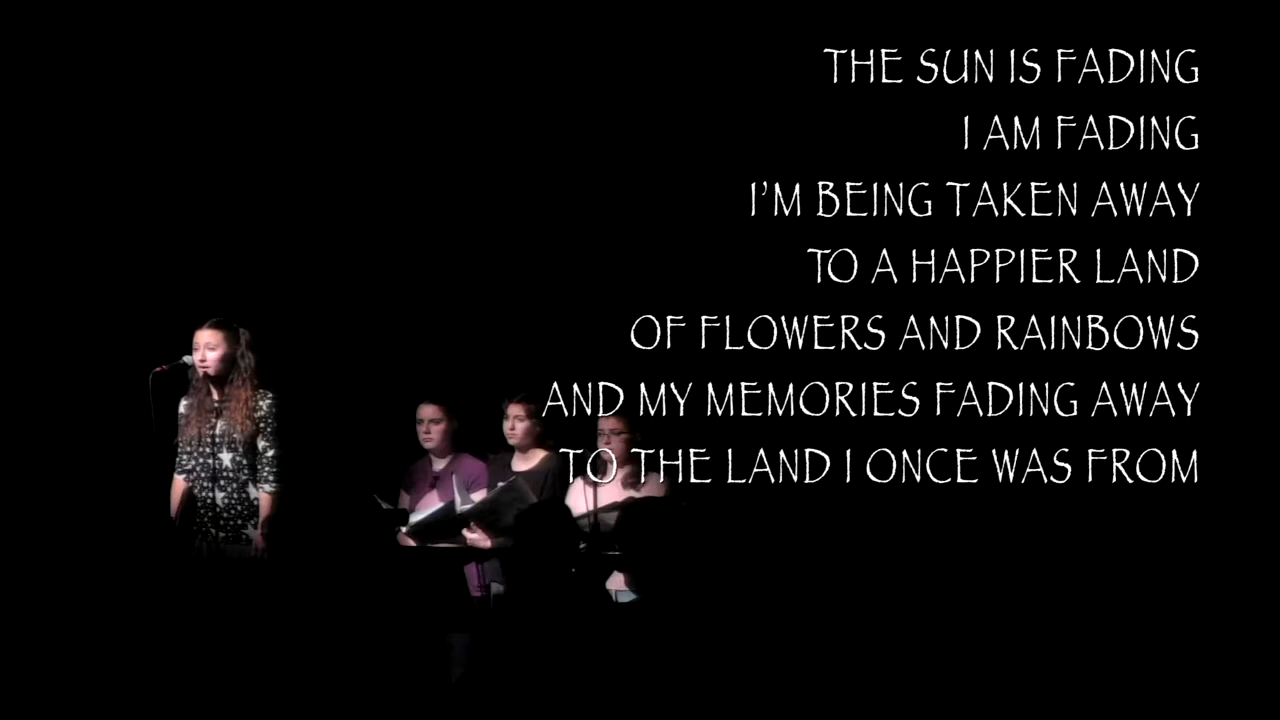 THE SUN IS FADING
I AM FADING
I'M BEING TAKEN AWAY
TO A HAPPIER LAND
OF FLOWERS AND RAINBOWS
AND MY MEMORIES FADING AWAY
TO THE LAND I ONCE WAS FROM